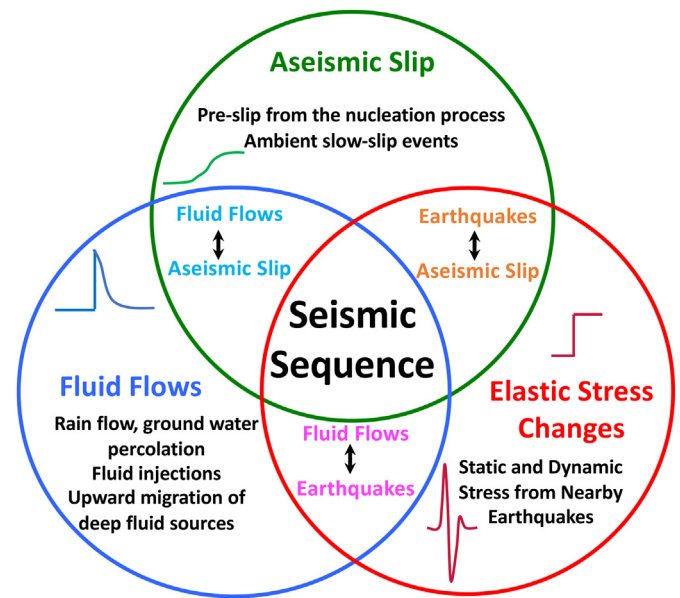 Aseismic Slip
Pre-slip from the nucleation process
Ambient slow-slip events
Fluid Flows
Aseismic Slip
Earthquakes
Aseismic Slip
Seismic
Sequence
Fluid Flows
Rain flow, ground water
percolation
Fluid injections
Upward migration of
deep fluid sources
Fluid Flows
Earthquakes
Elastic Stress
Changes
Static and Dynamic
Stress from Nearby
Earthquakes